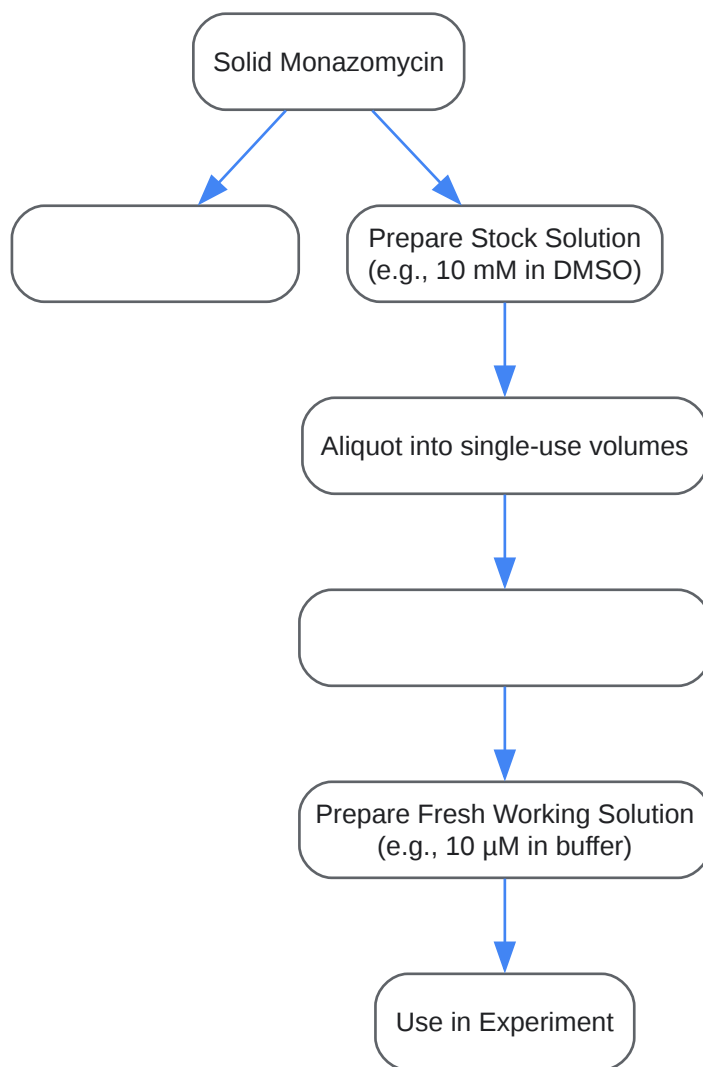 Solid Monazomycin
Prepare Stock Solution
(e.g., 10 mM in DMSO)
Aliquot into single-use volumes
Prepare Fresh Working Solution
(e.g., 10 µM in buffer)
Use in Experiment